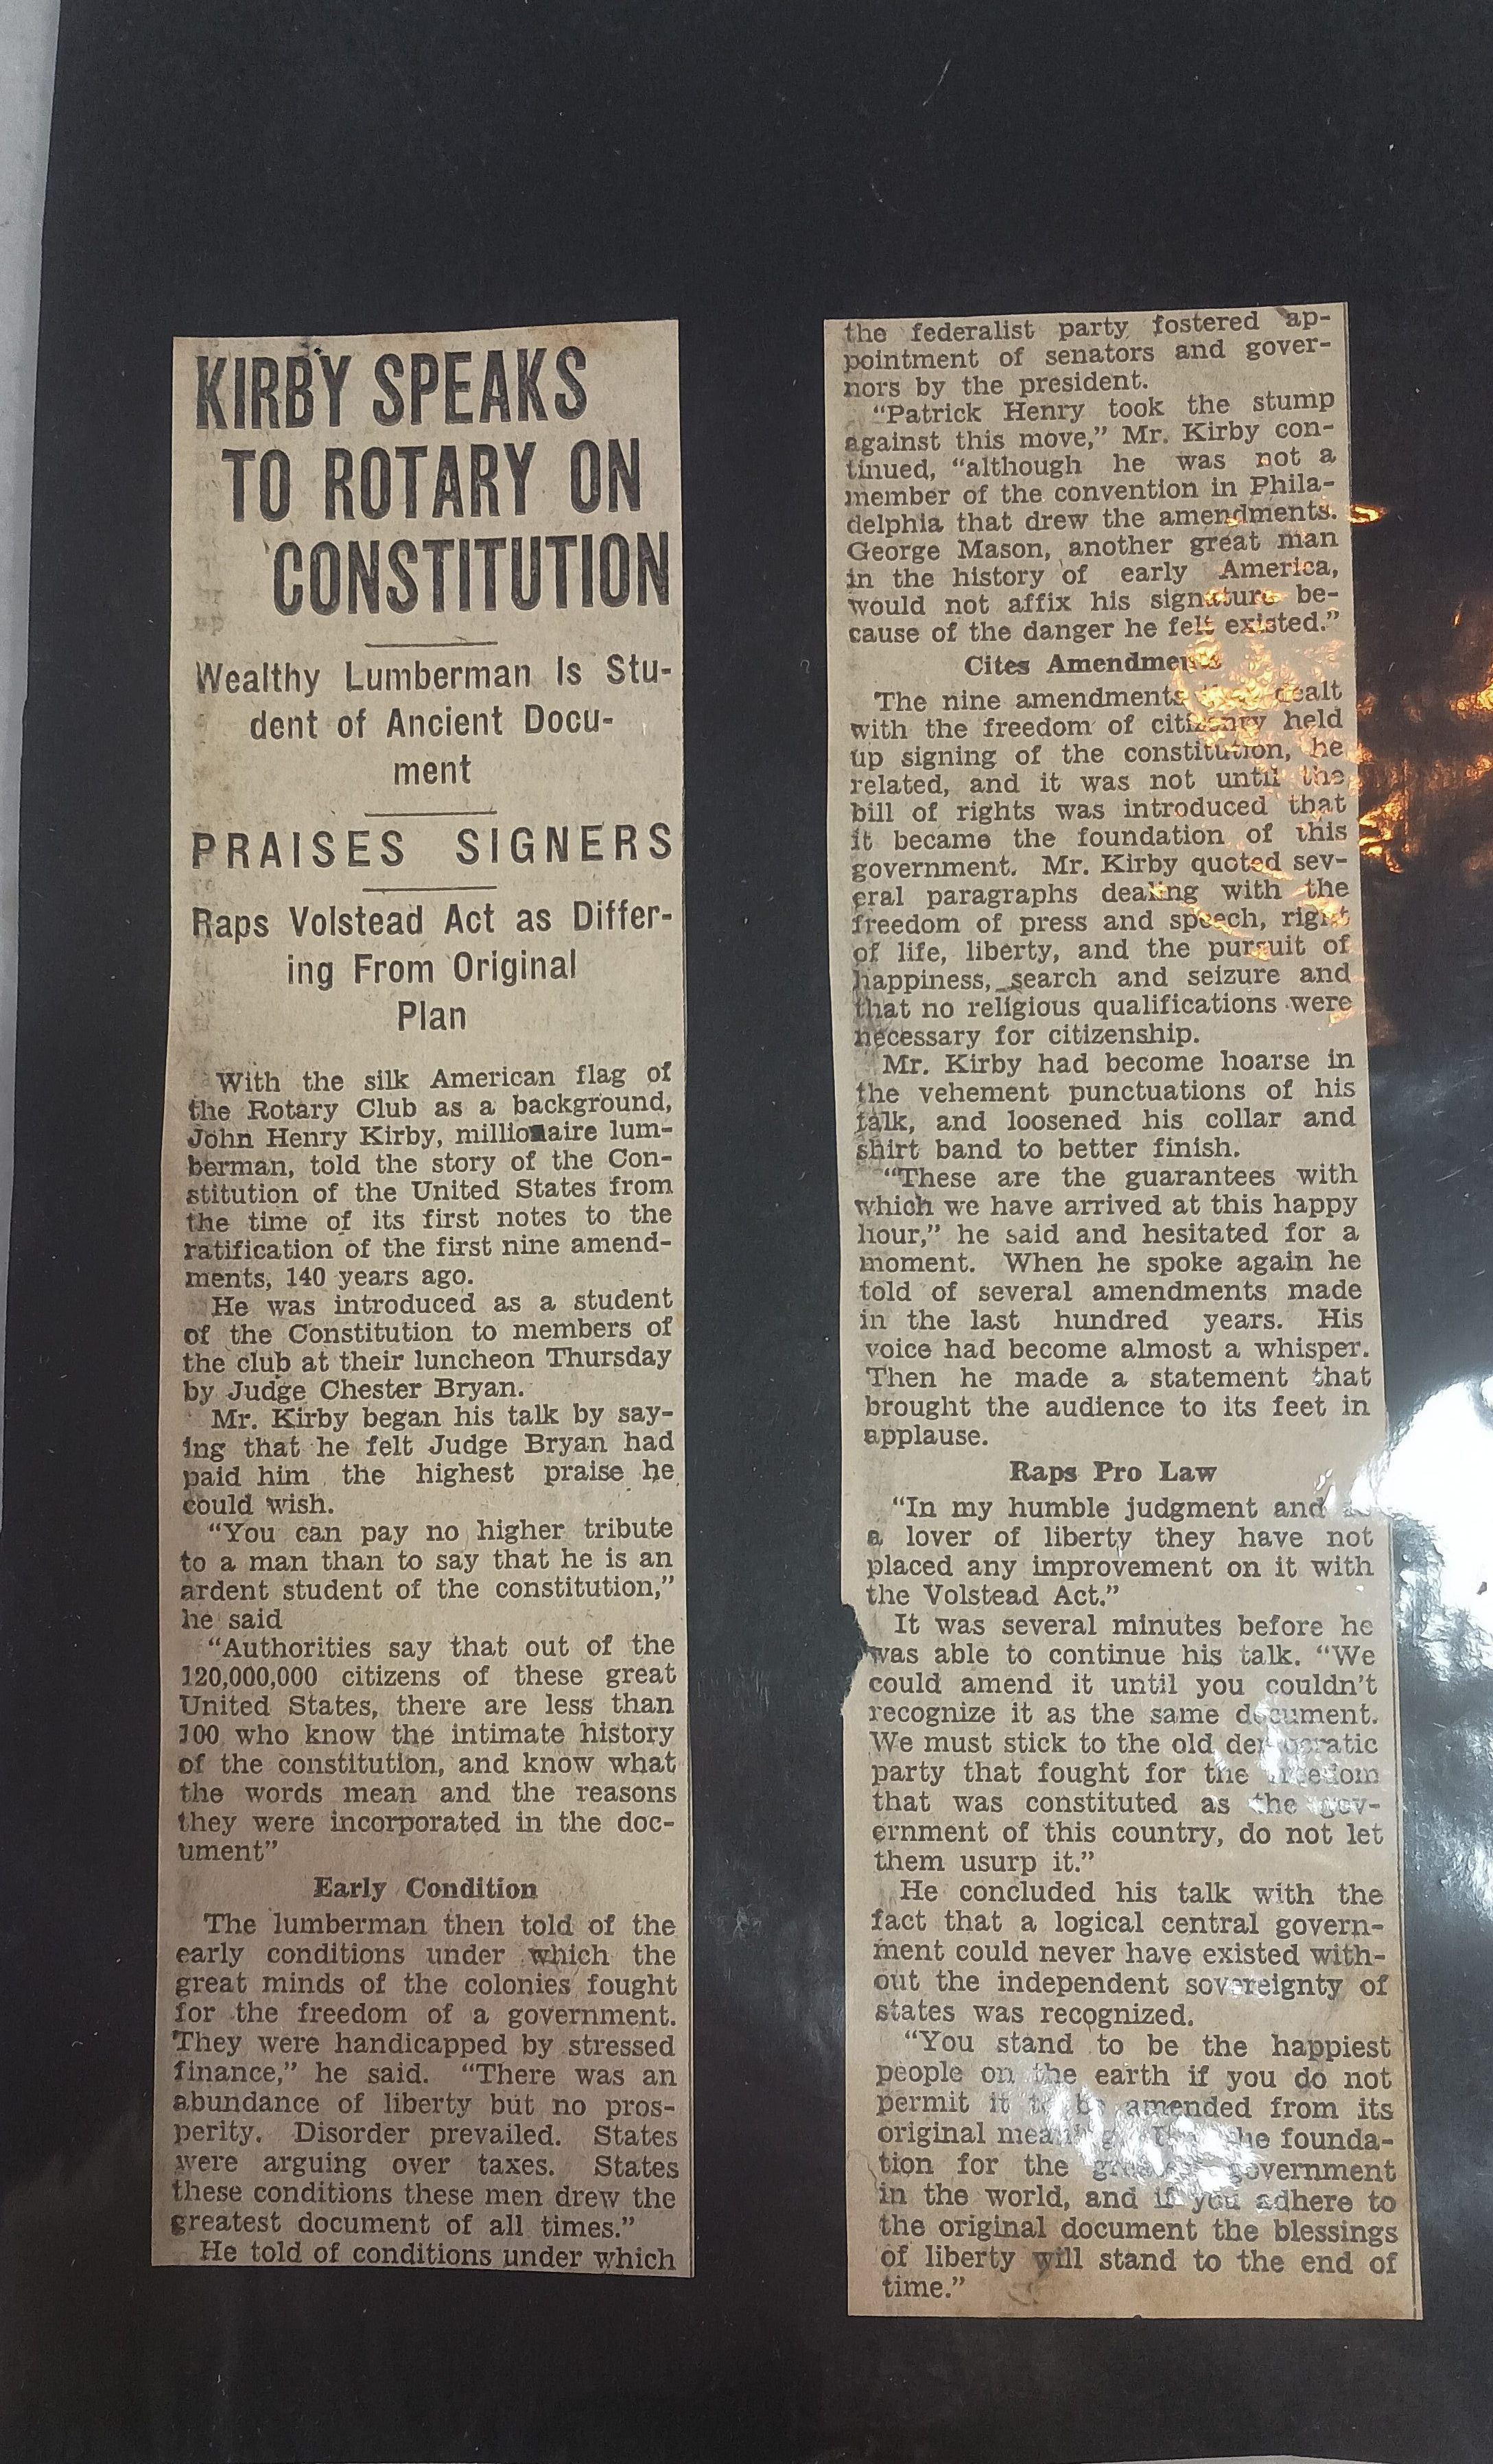 KIRBY SPEAKS
TO ROTARY ON
CONSTITUTION
Wealthy Lumberman Is Stu-
dent of Ancient Docu-
ment
PRAISES SIGNERS
Raps Volstead Act as Differ-
ing From Original
Plan
With the silk American flag of
the Rotary Club as a background,
John Henry Kirby, millionaire lum-
berman, told the story of the Con-
stitution of the United States from
the time of its first notes to the
ratification of the first nine amend-
ments, 140 years ago.
He was introduced as a student
of the Constitution to members of
the club at their luncheon Thursday
by Judge Chester Bryan.
Mr. Kirby began his talk by say-
ing that he felt Judge Bryan had
paid him the highest praise he
could wish.
"You can pay no higher tribute
to a man than to say that he is an
ardent student of the constitution,"
he said
"Authorities say that out of the
120,000,000 citizens of these great
United States, there are less than
100 who know the intimate history
of the constitution, and know what
the words mean and the reasons
they were incorporated in the doc-
ument"
Early Condition
The lumberman then told of the
early conditions under which the
great minds of the colonies fought
for the freedom of a government.
They were handicapped by stressed
finance," he said. "There was an
abundance of liberty but no pros-
perity. Disorder prevailed. States
were arguing over taxes. States
these conditions these men drew the
greatest document of all times."
He told of conditions under which
the federalist party fostered ap-
pointment of senators and gover-
nors by the president.
"Patrick Henry took the stump
against this move," Mr. Kirby con-
tinued, "although he was not a
member of the convention in Phila-
delphia that drew the amendments.
George Mason, another great man
in the history of early America,
would not affix his signature be-
cause of the danger he felt existed."
Cites Amendments
The nine amendments dealt
with the freedom of citizenry held
up signing of the constitution, he
related, and it was not until the
bill of rights was introduced that
it became the foundation of this
government. Mr. Kirby quoted sev-
eral paragraphs dealing with the
freedom of press and speech, right
of life, liberty, and the pursuit of
happiness, search and seizure and
that no religious qualifications were
necessary for citizenship.
Mr. Kirby had become hoarse in
the vehement punctuations of his
talk, and loosened his collar and
shirt band to better finish.
"These are the guarantees with
which we have arrived at this happy
hour," he said and hesitated for a
moment. When he spoke again he
told of several amendments made
in the last hundred years. His
voice had become almost a whisper.
Then he made a statement that
brought the audience to its feet in
applause.
Raps Pro Law
"In my humble judgment and
a lover of liberty they have not
placed any improvement on it with
the Volstead Act."
It was several minutes before he
was able to continue his talk. "We
could amend it until you couldn't
recognize it as the same document.
We must stick to the old democratic
party that fought for the freedom
that was constituted as the gov-
ernment of this country, do not let
them usurp it."
He concluded his talk with the
fact that a logical central govern-
ment could never have existed with-
out the independent sovereignty of
states was recognized.
"You stand to be the happiest
people on the earth if you do not
permit it to be amended from its
original meaning. the founda-
tion for the government
in the world, and if you adhere to
the original document the blessings
of liberty will stand to the end of
time."